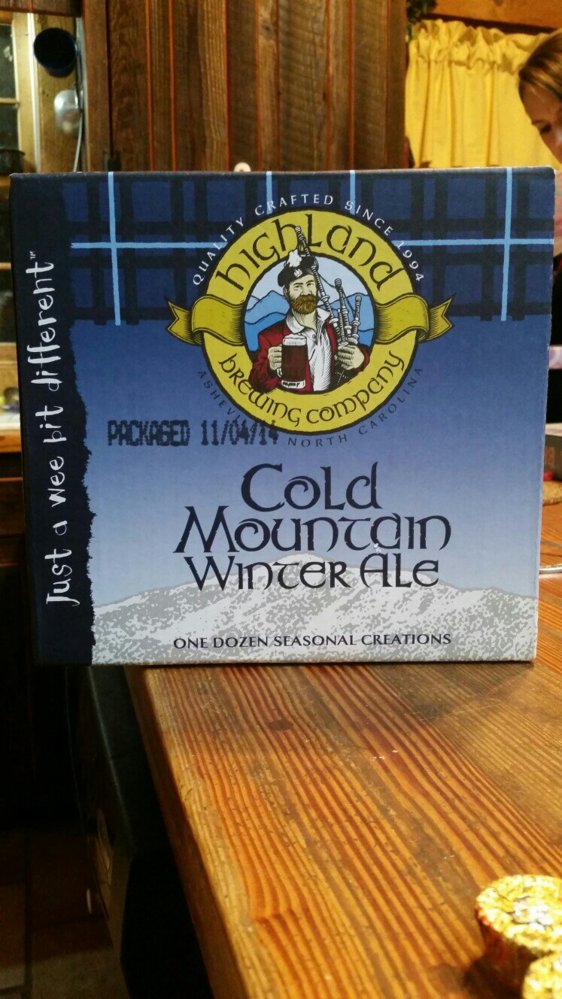 Just a wee bit different™
QUALITY CRAFTED SINCE 1994
highland
brewing company
NORTH CAROLINA
PACKAGED 11/04/14
Cold
Mountain
Winter Ale
ONE DOZEN SEASONAL CREATIONS